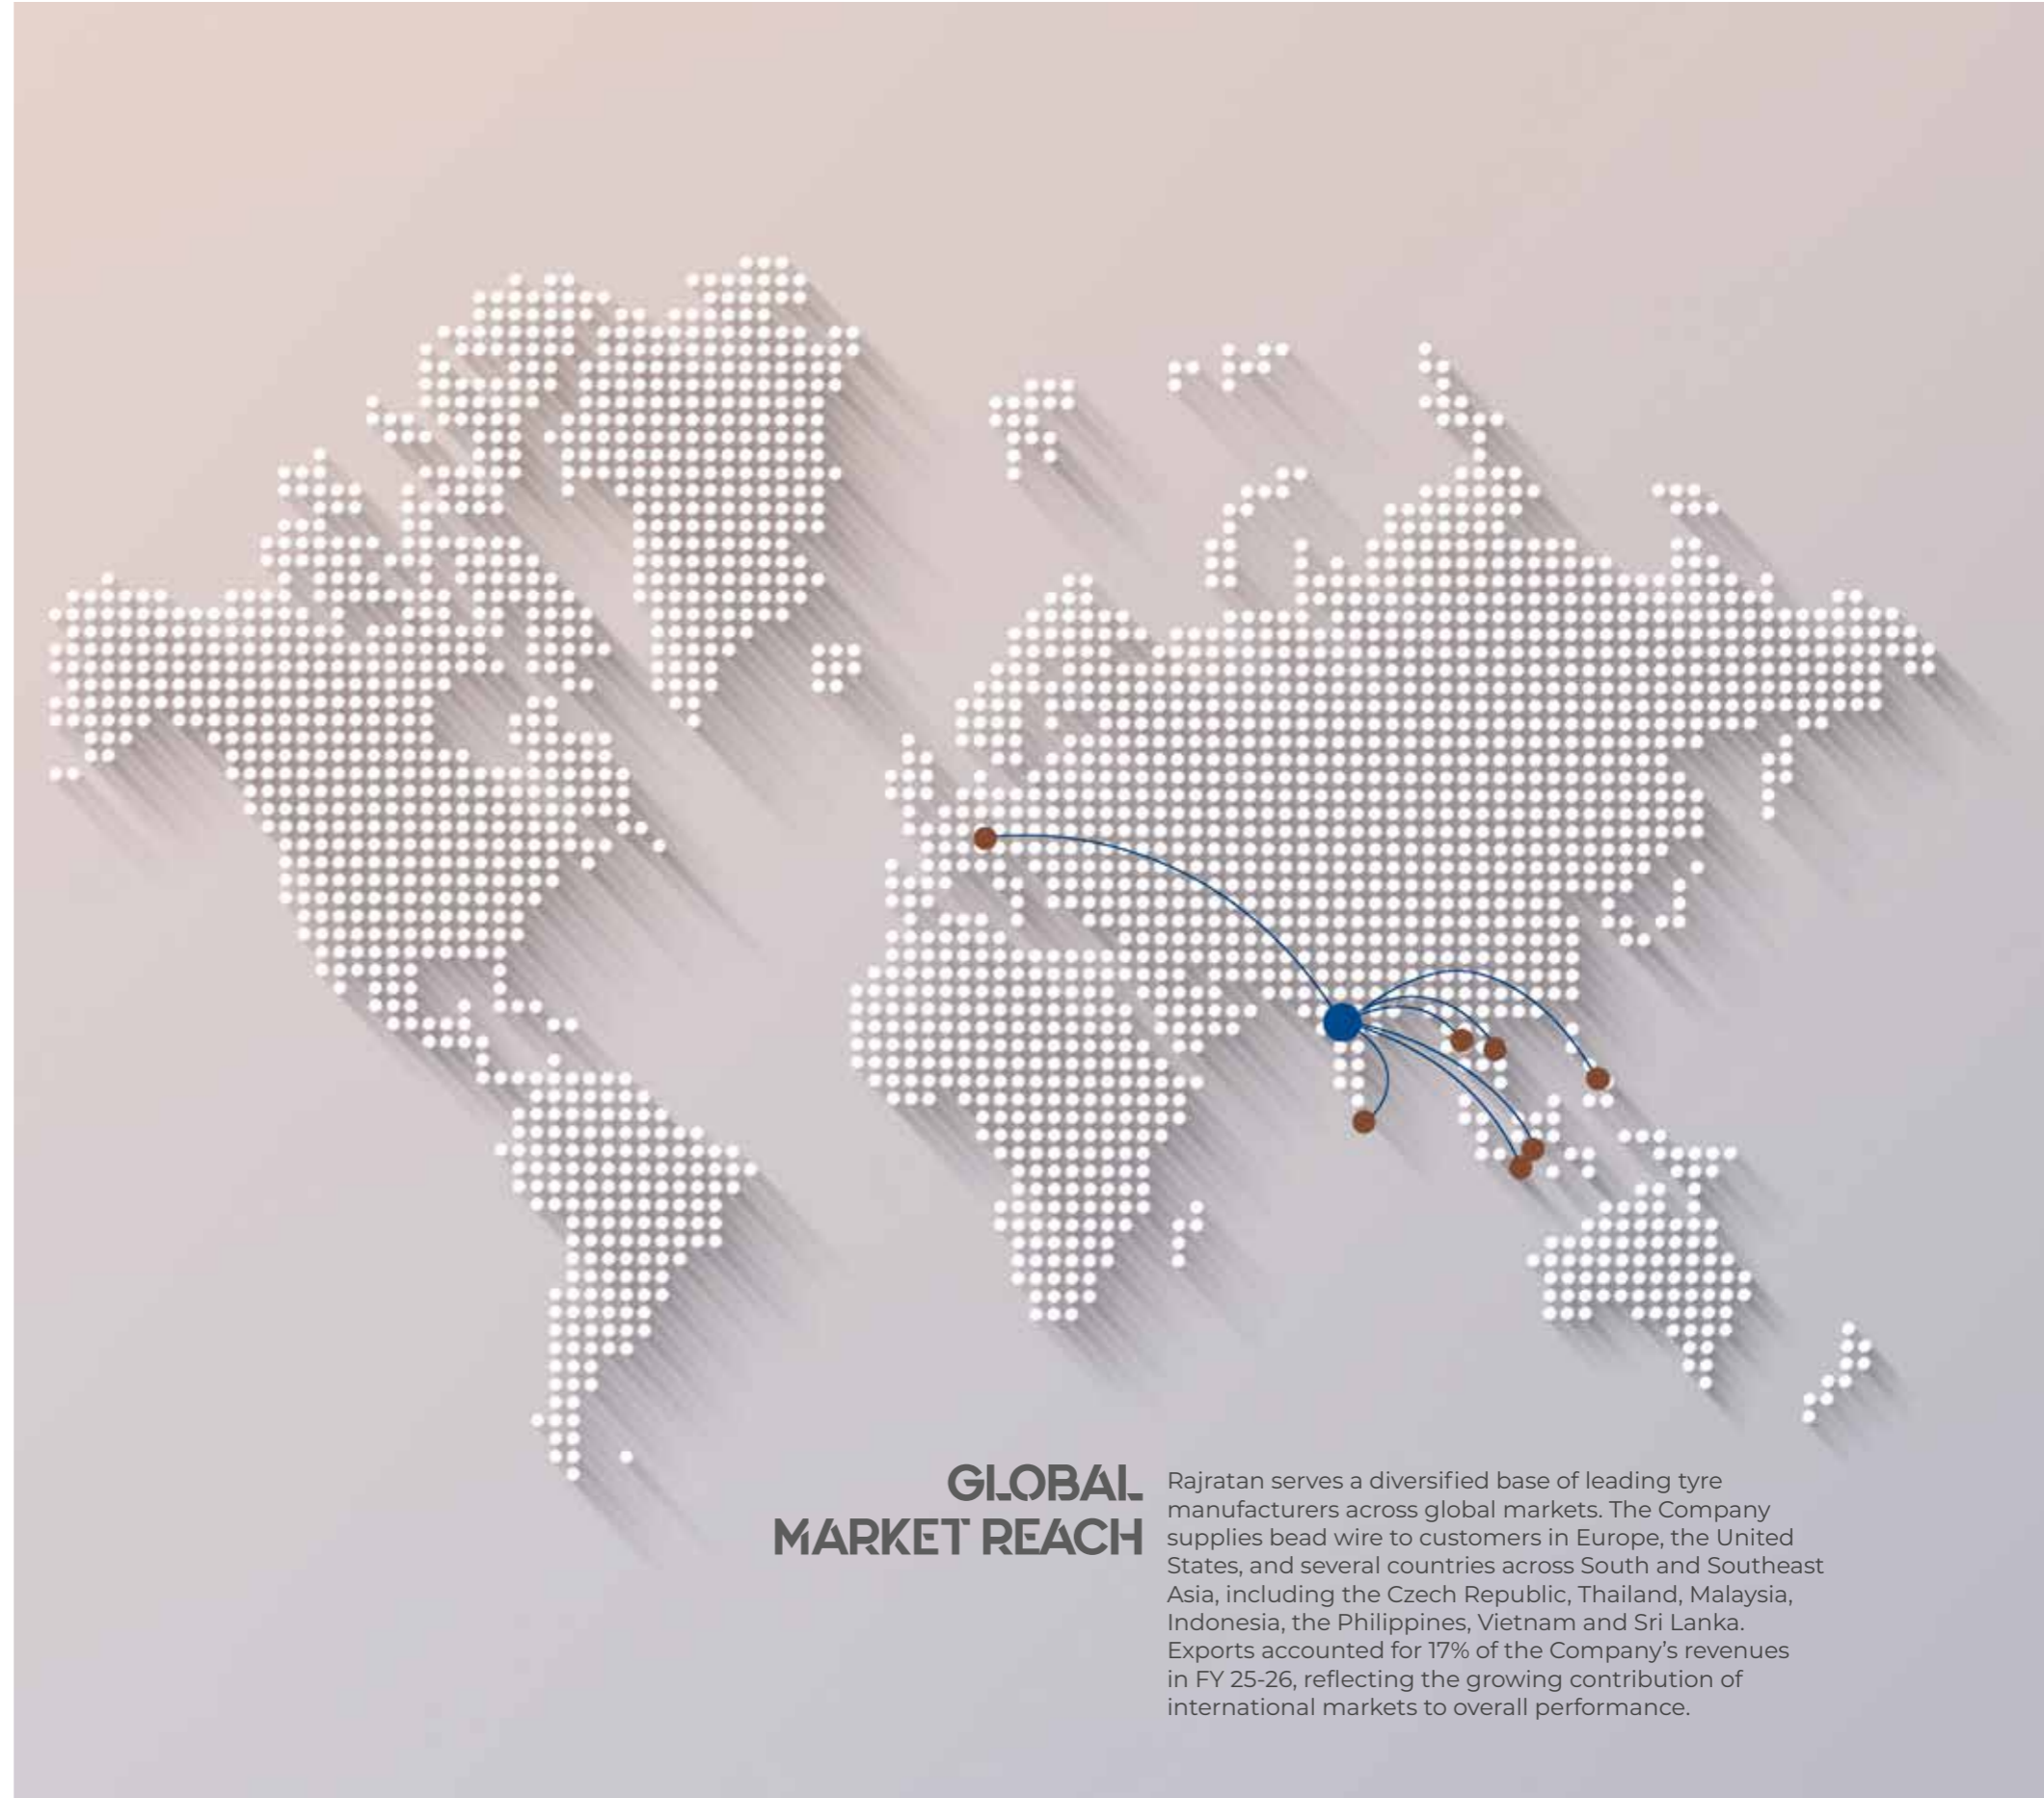 GLOBAL
MARKET REACH
Rajratan serves a diversified base of leading tyre
manufacturers across global markets. The Company
supplies bead wire to customers in Europe, the United
States, and several countries across South and Southeast
Asia, including the Czech Republic, Thailand, Malaysia,
Indonesia, the Philippines, Vietnam and Sri Lanka.
Exports accounted for 17% of the Company’s revenues
in FY 25-26, reflecting the growing contribution of
international markets to overall performance.